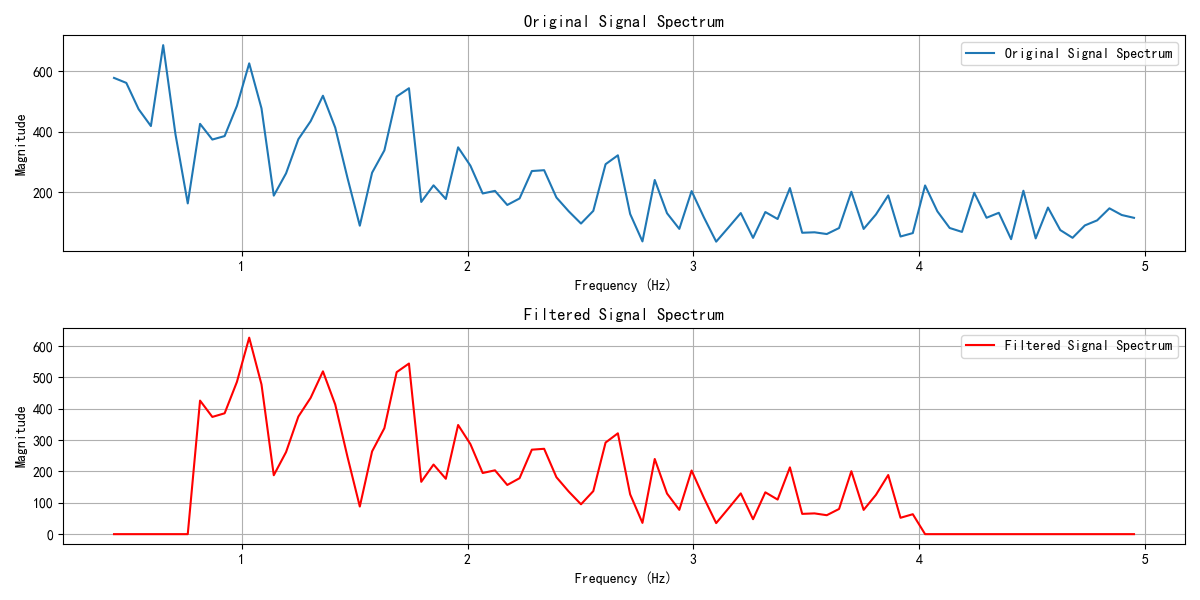 Original Signal Spectrum
Original Signal Spectrum
600
400
200
Magnitude
1 2 3 4 5
Frequency (Hz)
Filtered Signal Spectrum
Filtered Signal Spectrum
600
500
400
300
200
100
0
Magnitude
1 2 3 4 5
Frequency (Hz)